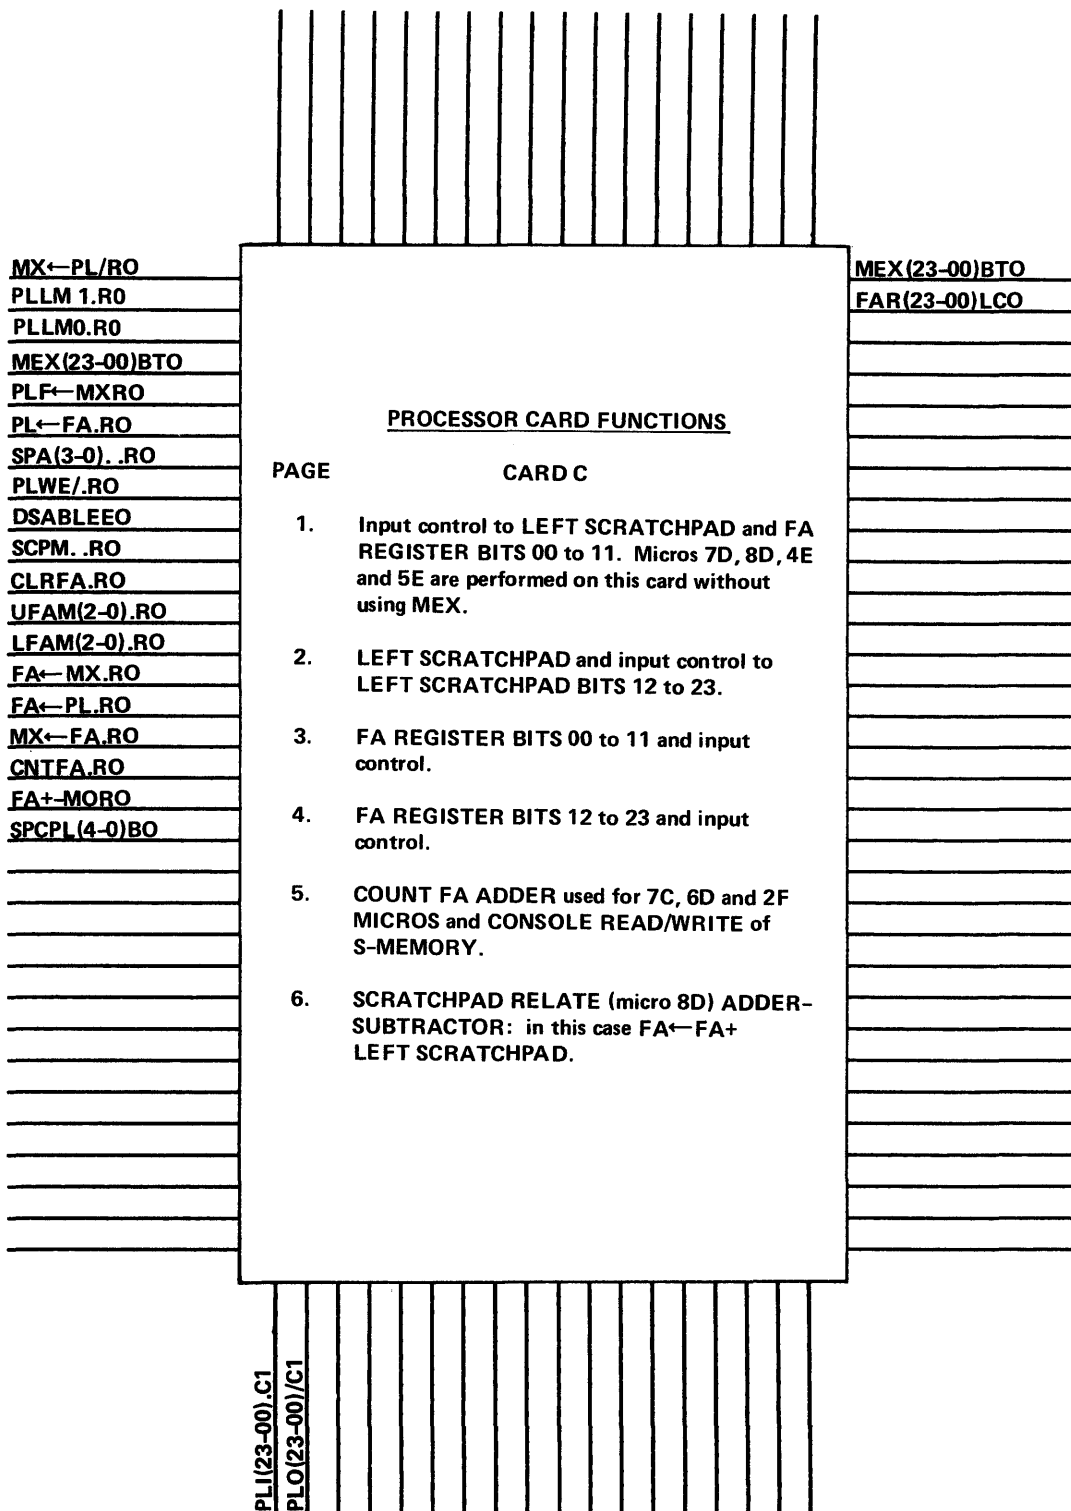 MX←PL/RO
PLLM 1.R0
PLLM0.R0
MEX(23-00)BTO
PLF←MXRO
PL←FA.RO
SPA(3-0). .RO
PLWE/.RO
DSABLEEO
SCPM. .RO
CLRFA.RO
UFAM(2-0).RO
LFAM(2-0).RO
FA←MX.RO
FA←PL.RO
MX←FA.RO
CNTFA.RO
FA+-MORO
SPCPL(4-0)BO
MEX(23-00)BTO
FAR(23-00)LCO
PROCESSOR CARD FUNCTIONS
PAGE CARD C
1. Input control to LEFT SCRATCHPAD and FA
REGISTER BITS 00 to 11. Micros 7D, 8D, 4E
and 5E are performed on this card without
using MEX.
2. LEFT SCRATCHPAD and input control to
LEFT SCRATCHPAD BITS 12 to 23.
3. FA REGISTER BITS 00 to 11 and input
control.
4. FA REGISTER BITS 12 to 23 and input
control.
5. COUNT FA ADDER used for 7C, 6D and 2F
MICROS and CONSOLE READ/WRITE of
S-MEMORY.
6. SCRATCHPAD RELATE (micro 8D) ADDER-
SUBTRACTOR: in this case FA←FA+
LEFT SCRATCHPAD.
PLI(23-00).C1
PLO(23-00)/C1